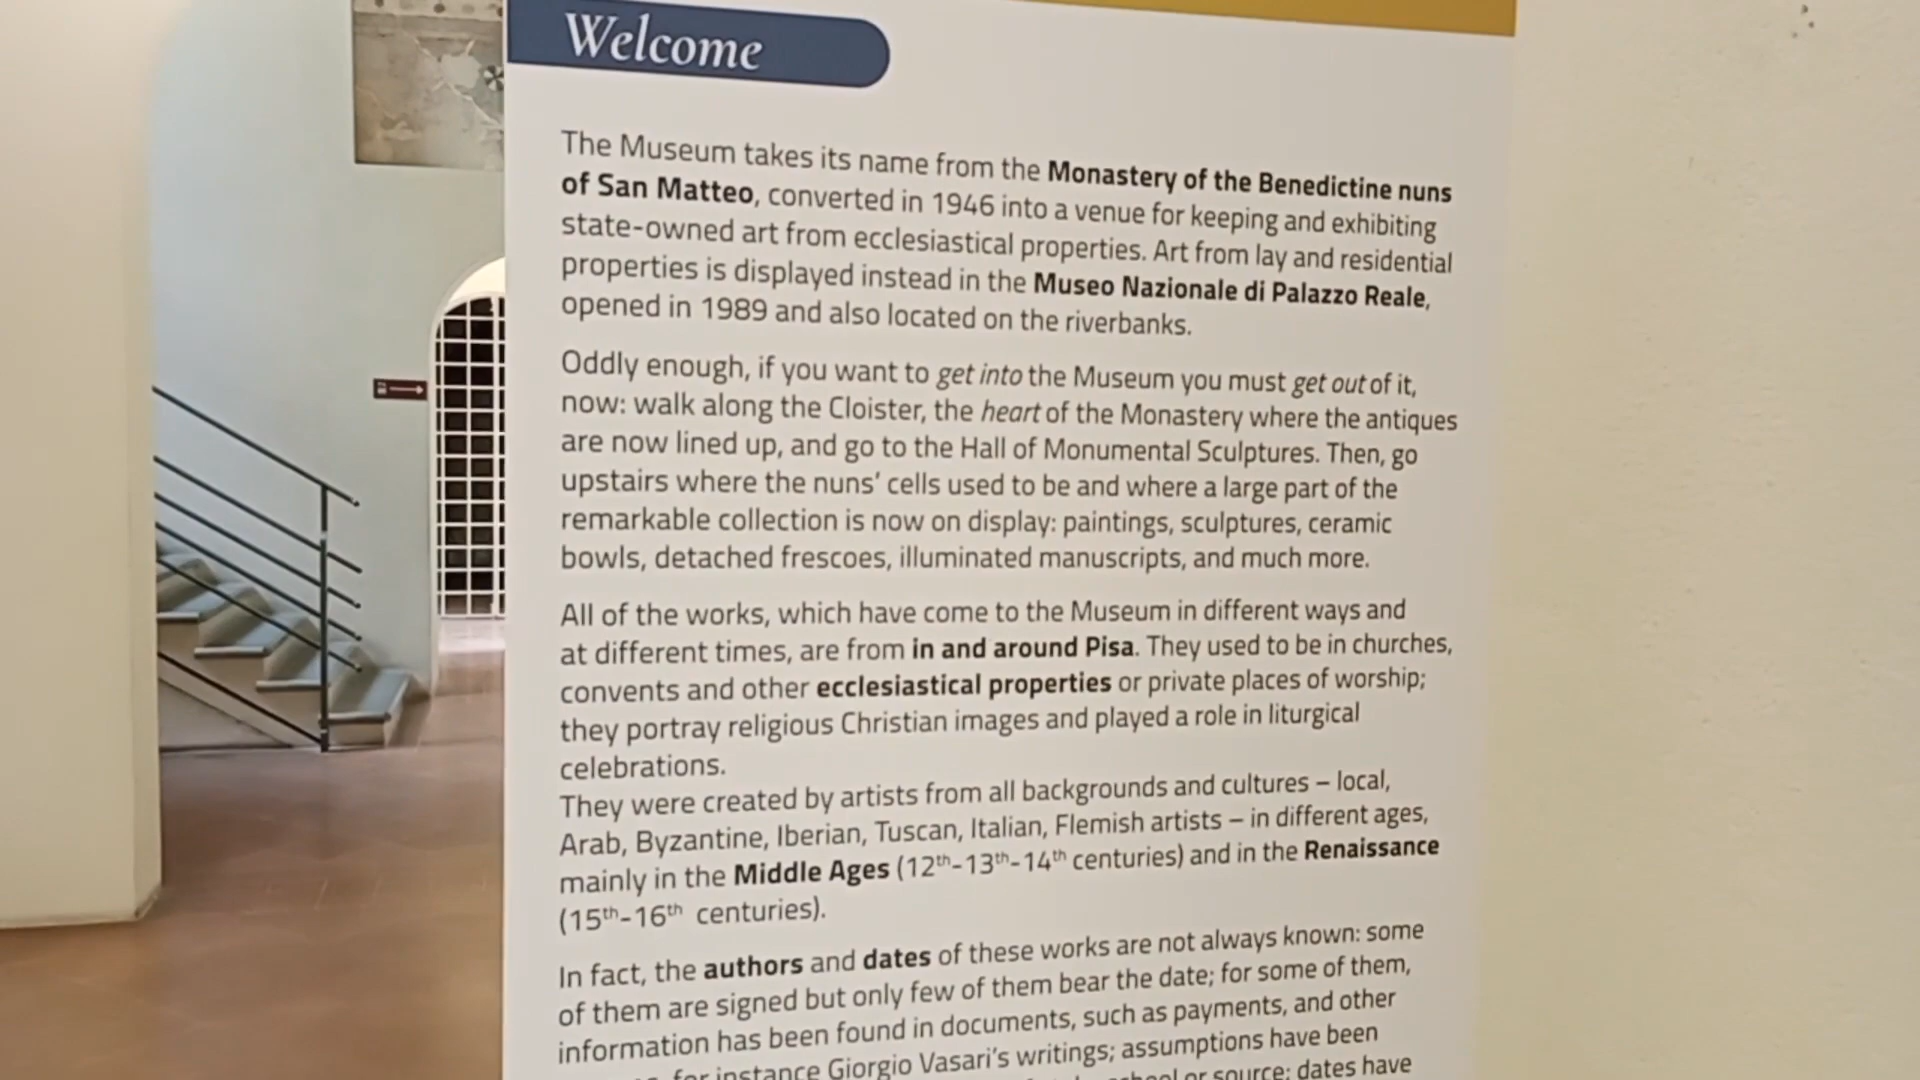 Welcome
The Museum takes its name from the Monastery of the Benedictine nuns
of San Matteo, converted in 1946 into a venue for keeping and exhibiting
state-owned art from ecclesiastical properties. Art from lay and residential
properties is displayed instead in the Museo Nazionale di Palazzo Reale,
opened in 1989 and also located on the riverbanks.
Oddly enough, if you want to get into the Museum you must get out of it,
now: walk along the Cloister, the heart of the Monastery where the antiques
are now lined up, and go to the Hall of Monumental Sculptures. Then, go
upstairs where the nuns’ cells used to be and where a large part of the
remarkable collection is now on display: paintings, sculptures, ceramic
bowls, detached frescoes, illuminated manuscripts, and much more.
All of the works, which have come to the Museum in different ways and
at different times, are from in and around Pisa. They used to be in churches,
convents and other ecclesiastical properties or private places of worship;
they portray religious Christian images and played a role in liturgical
celebrations.
They were created by artists from all backgrounds and cultures – local,
Arab, Byzantine, Iberian, Tuscan, Italian, Flemish artists – in different ages,
mainly in the Middle Ages (12th-13th-14th centuries) and in the Renaissance
(15th-16th centuries).
In fact, the authors and dates of these works are not always known: some
of them are signed but only few of them bear the date; for some of them,
information has been found in documents, such as payments, and other
for instance Giorgio Vasari’s writings; assumptions have been
school or source; dates have